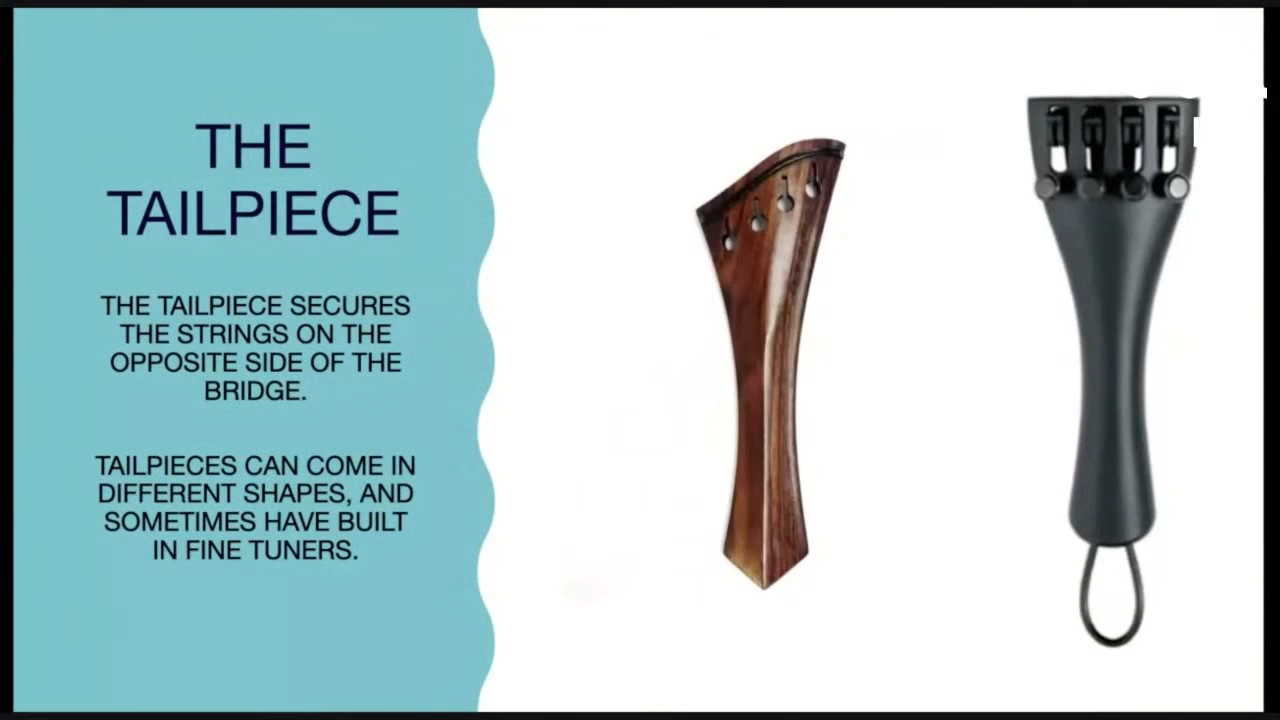 THE
TAILPIECE
THE TAILPIECE SECURES
THE STRINGS ON THE
OPPOSITE SIDE OF THE
BRIDGE.
TAILPIECES CAN COME IN
DIFFERENT SHAPES, AND
SOMETIMES HAVE BUILT
IN FINE TUNERS.